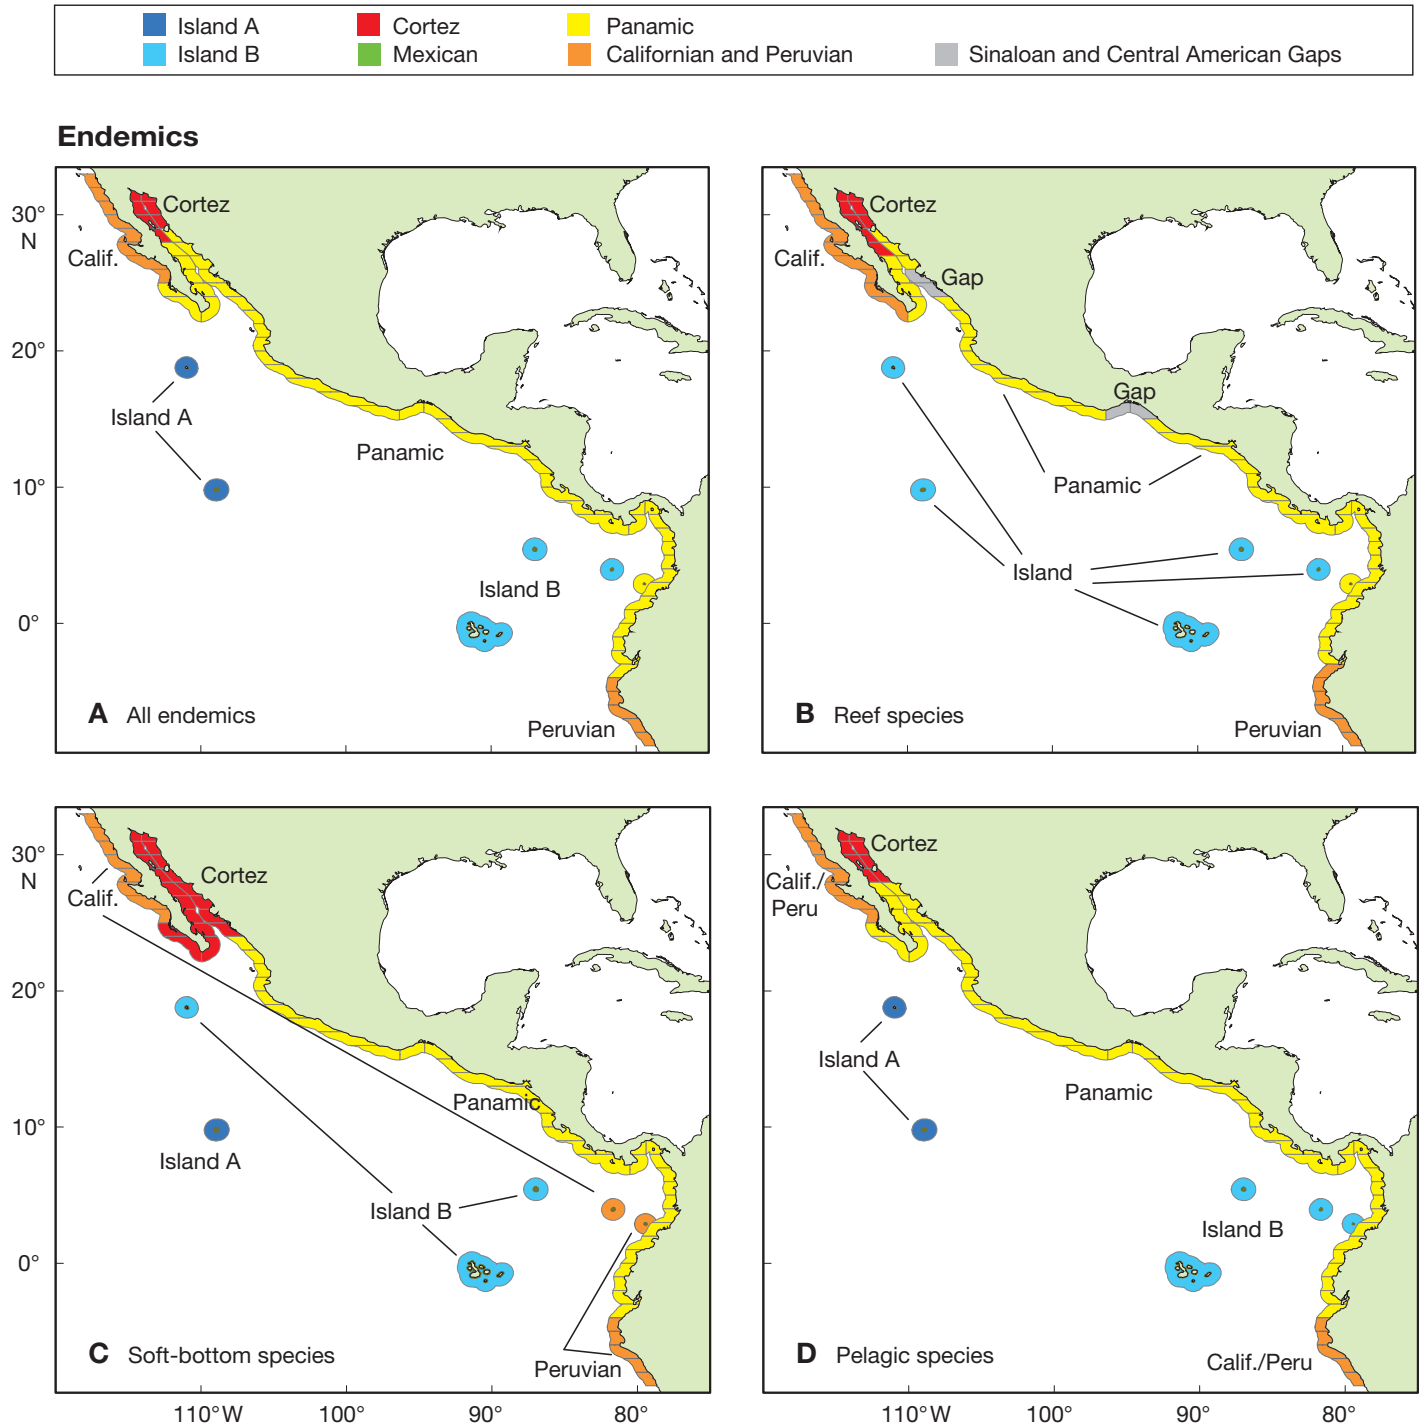 Island A
Cortez
Panamic
Island B
Mexican
Californian and Peruvian
Sinaloan and Central American Gaps
Endemics
30°
N
20°
10°
0°
Cortez
Calif.
Island A
Panamic
Island B
A All endemics
Peruvian
Cortez
Calif.
Gap
Gap
Panamic
Island
B Reef species
Peruvian
30°
N
20°
10°
0°
Cortez
Calif.
Panamic
Island A
Island B
C Soft-bottom species
Peruvian
110°W
100°
90°
80°
Cortez
Calif./
Peru
Island A
Panamic
Island B
D Pelagic species
Calif./Peru
110°W
100°
90°
80°